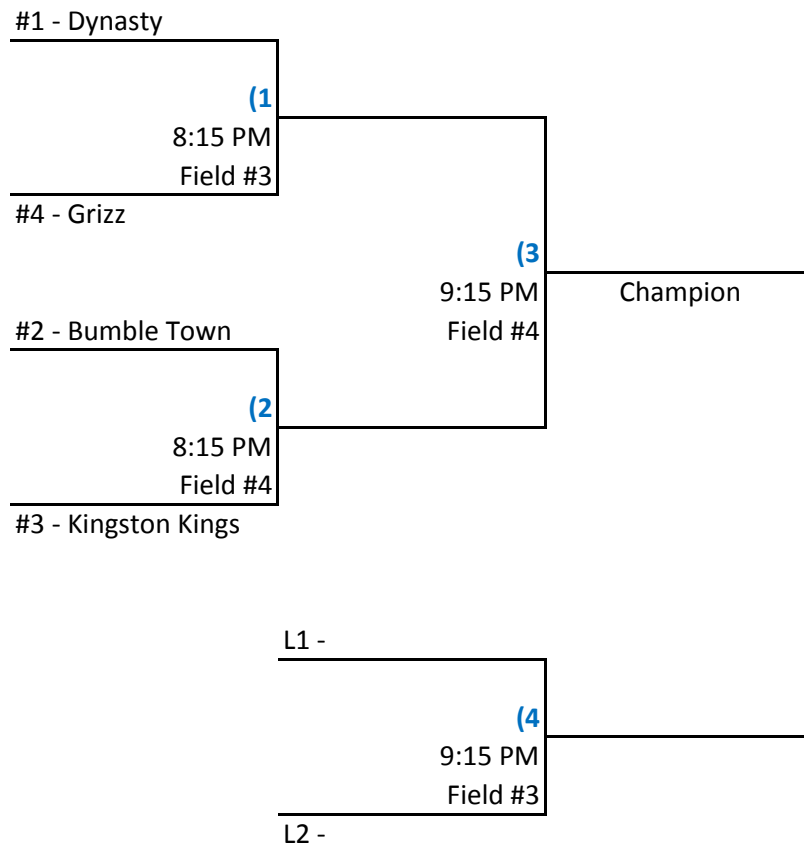 #1 - Dynasty
(1
8:15 PM
Field #3
#4 - Grizz
(3
9:15 PM
Champion
Field #4
#2 - Bumble Town
(2
8:15 PM
Field #4
#3 - Kingston Kings
L1 -
(4
9:15 PM
Field #3
L2 -